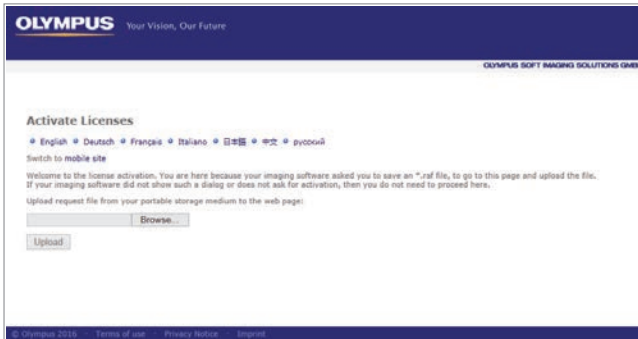 OLYMPUS Your Vision, Our Future
OLYMPUS SOFT IMAGING SOLUTIONS GMB
Activate Licenses
English Deutsch Français Italiano 日本語 中文 русский
Switch to mobile site
Welcome to the license activation. You are here because your imaging software asked you to save an *.raf file, to go to this page and upload the file.
If your imaging software did not show such a dialog or does not ask for activation, then you do not need to proceed here.
Upload request file from your portable storage medium to the web page:
Browse...
Upload
© Olympus 2016 · Terms of use · Privacy Notice · Imprint